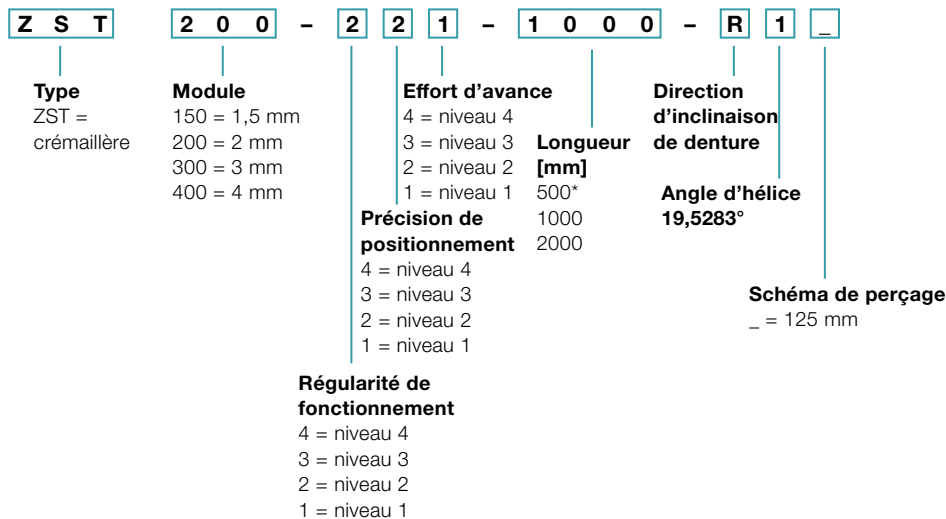 Z S T 2 0 0 – 2 2 1 – 1 0 0 0 – R 1 _
Type
ZST =
crémaillère
Module
150 = 1,5 mm
200 = 2 mm
300 = 3 mm
400 = 4 mm
Effort d'avance
4 = niveau 4
3 = niveau 3
2 = niveau 2
1 = niveau 1
Précision de
positionnement
4 = niveau 4
3 = niveau 3
2 = niveau 2
1 = niveau 1
Régularité de
fonctionnement
4 = niveau 4
3 = niveau 3
2 = niveau 2
1 = niveau 1
Longueur
[mm]
500*
1000
2000
Direction
d'inclinaison
de denture
Angle d'hélice
19,5283°
Schéma de perçage
_ = 125 mm